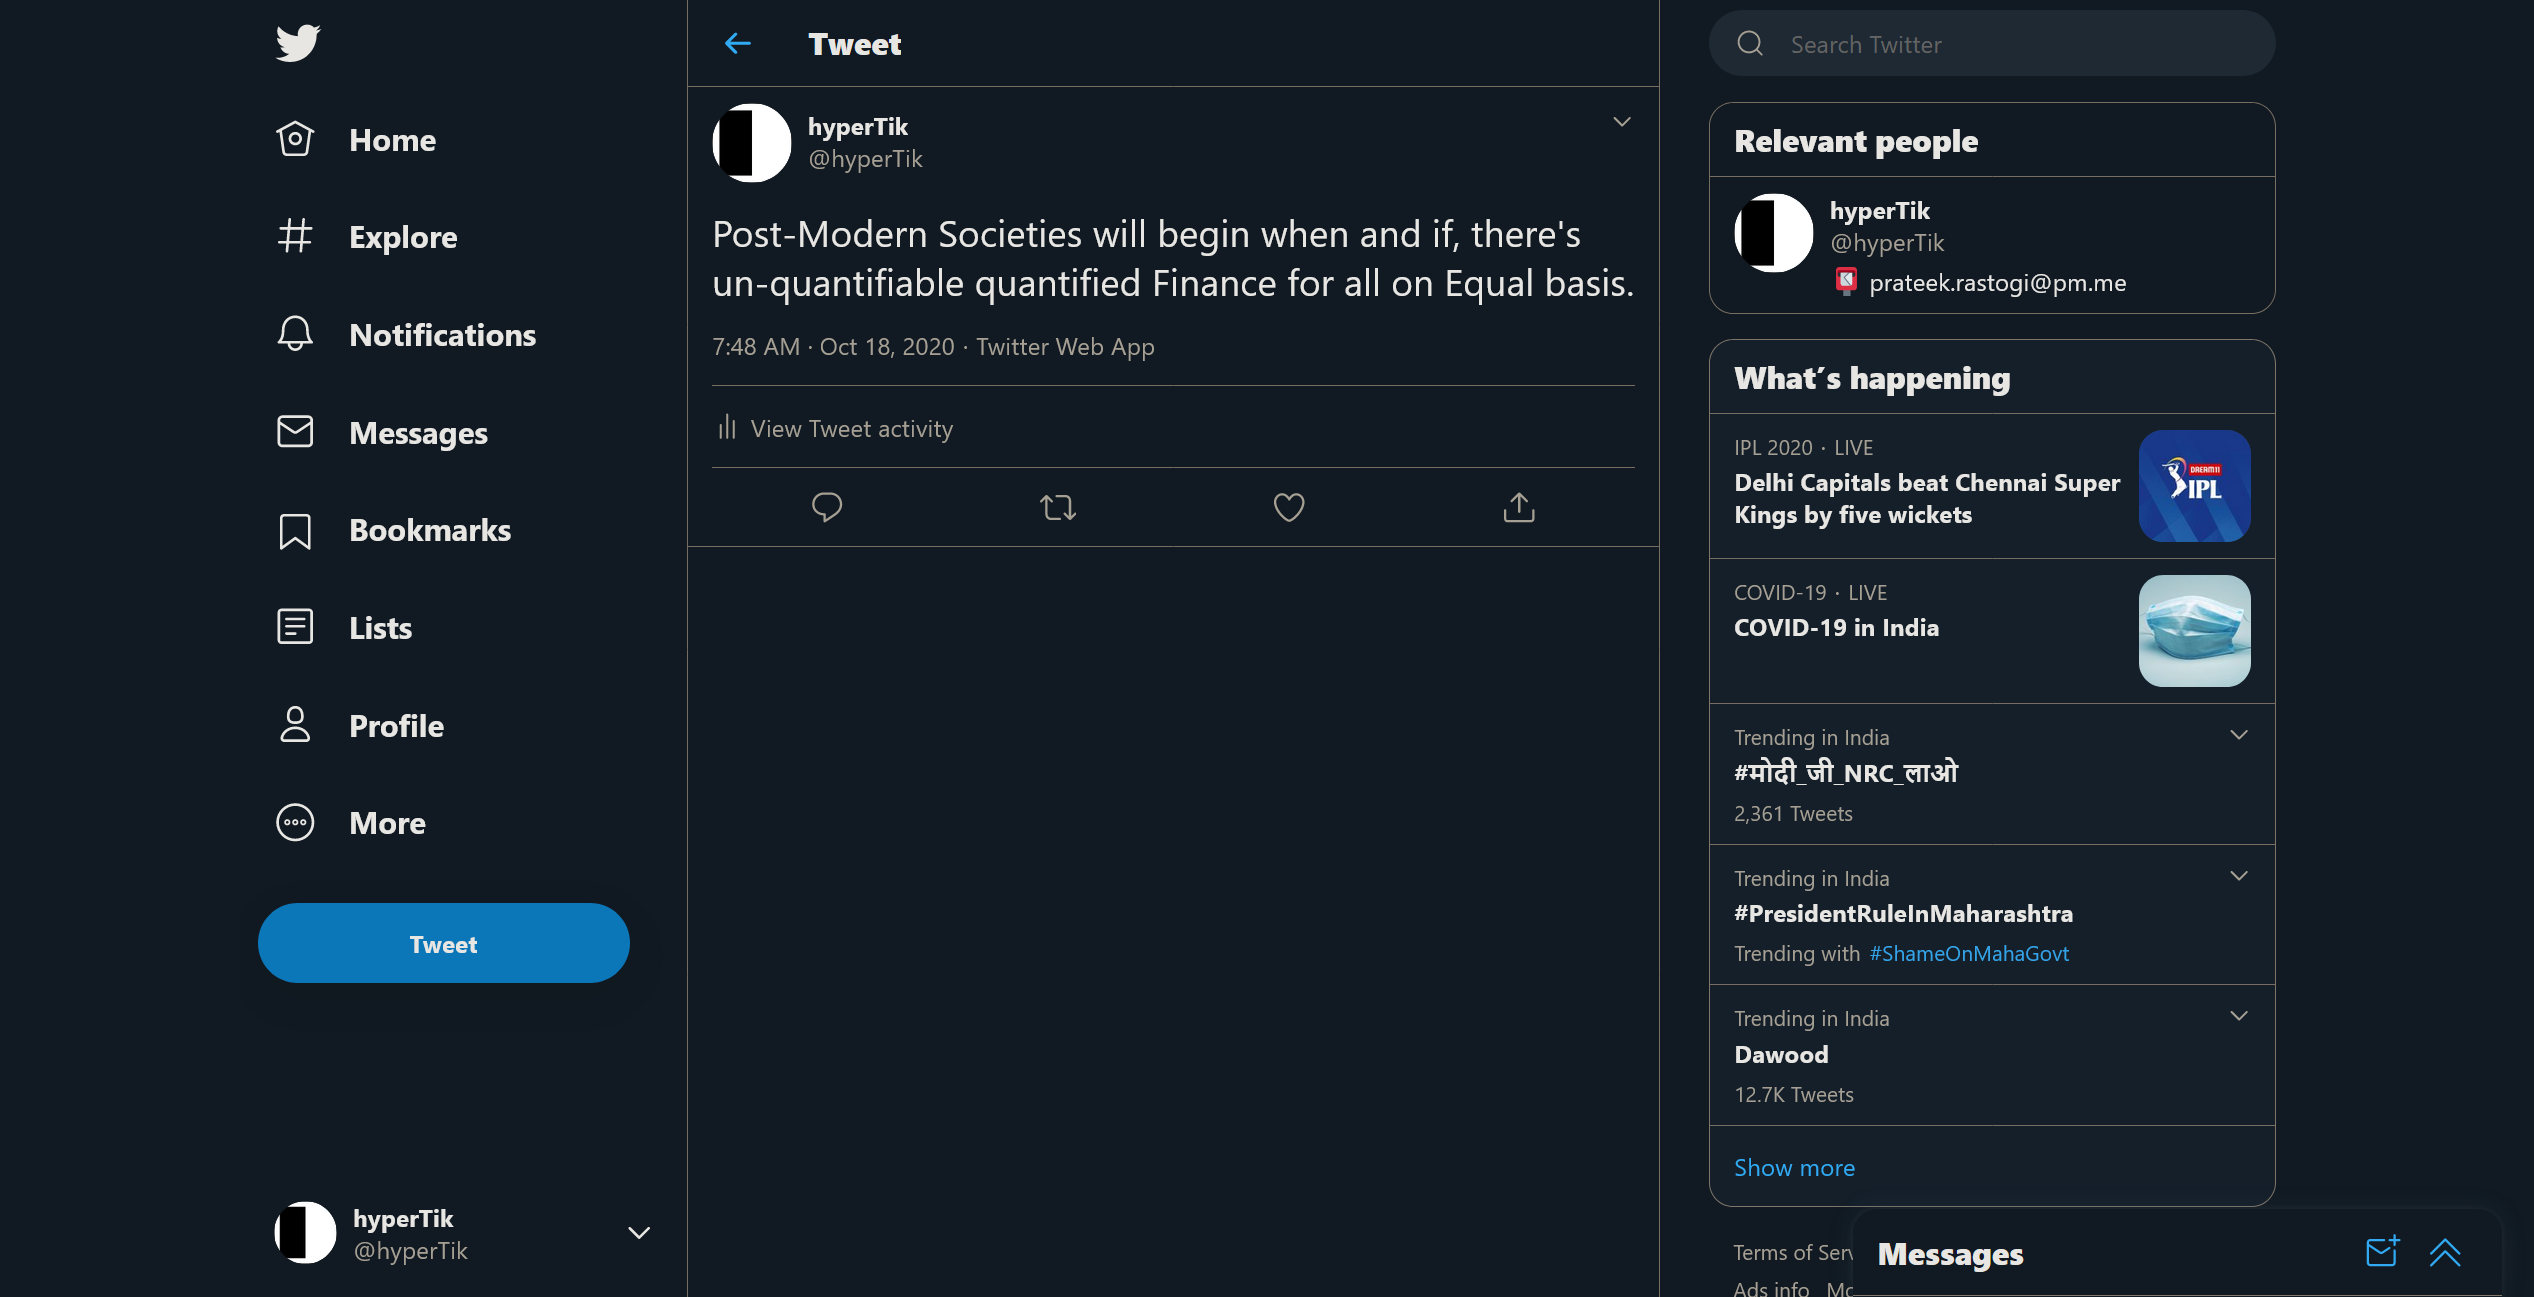 Home
Explore
Notifications
Messages
Bookmarks
Lists
Profile
More
Tweet
hyperTik
@hyperTik
Tweet
hyperTik
@hyperTik
Post-Modern Societies will begin when and if, there's
un-quantifiable quantified Finance for all on Equal basis.
7:48 AM · Oct 18, 2020 · Twitter Web App
View Tweet activity
Search Twitter
Relevant people
hyperTik
@hyperTik
prateek.rastogi@pm.me
What's happening
IPL 2020 · LIVE
Delhi Capitals beat Chennai Super
Kings by five wickets
DREAM11
IPL
COVID-19 · LIVE
COVID-19 in India
Trending in India
#मोदी_जी_NRC_लाओ
2,361 Tweets
Trending in India
#PresidentRuleInMaharashtra
Trending with #ShameOnMahaGovt
Trending in India
Dawood
12.7K Tweets
Show more
Terms of Serv
Ads info Mo
Messages